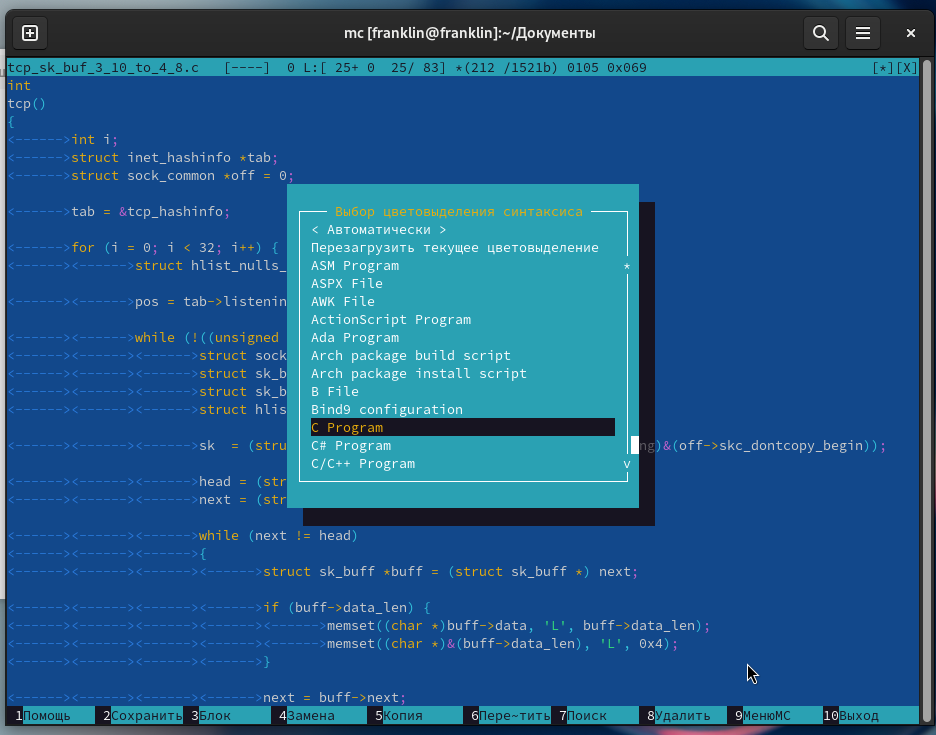 mc [franklin@franklin]:~/Документы
tcp_sk_buf_3_10_to_4_8.c [----] 0 L:[ 25+ 0 25/ 83] *(212 /1521b) 0105 0x069 [*][X]
int
tcp()
{
<------>int i;
<------>struct inet_hashinfo *tab;
<------>struct sock_common *off = 0;
<------>tab = &tcp_hashinfo;
<------>for (i = 0; i < 32; i++) {
<------><------>struct hlist_nulls_
<------><------>pos = tab->listenin
<------><------>while (!((unsigned
<------><------><------>struct sock
<------><------><------>struct sk_b
<------><------><------>struct sk_b
<------><------><------>struct hlis
<------><------><------>sk  = (stru
ng)&(off->skc_dontcopy_begin));
<------><------><------>head = (str
<------><------><------>next = (str
<------><------><------>while (next != head)
<------><------><------>{
<------><------><------><------>struct sk_buff *buff = (struct sk_buff *) next;
<------><------><------><------>if (buff->data_len) {
<------><------><------><------><------>memset((char *)buff->data, 'L', buff->data_len);
<------><------><------><------><------>memset((char *)&(buff->data_len), 'L', 0x4);
<------><------><------><------>}
<------><------><------><------>next = buff->next;
Выбор цветовыделения синтаксиса
< Автоматически >
Перезагрузить текущее цветовыделение
ASM Program
ASPX File
AWK File
ActionScript Program
Ada Program
Arch package build script
Arch package install script
B File
Bind9 configuration
C Program
C# Program
C/C++ Program
1Помощь 2Сохранить 3Блок 4Замена 5Копия 6Пере~тить 7Поиск 8Удалить 9МенюMC 10Выход